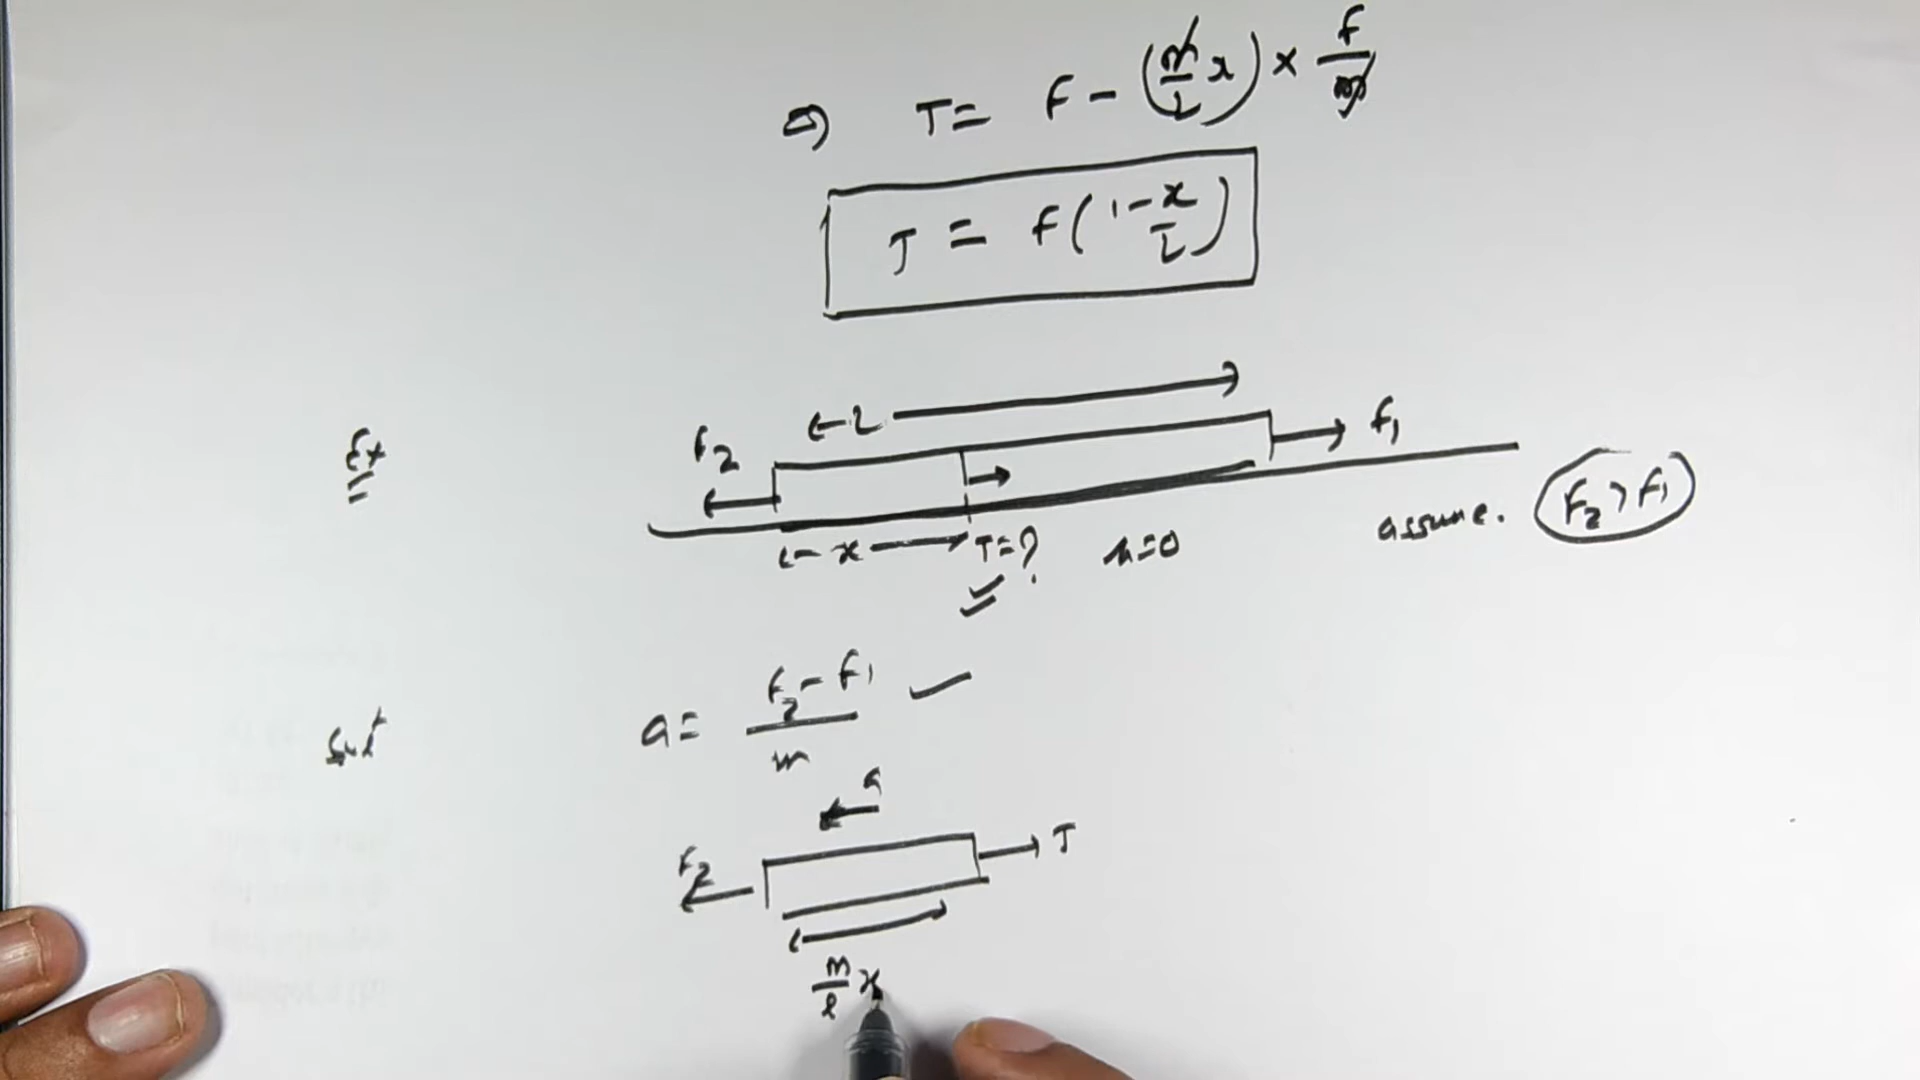 ⇒ T = F - (m/L x) × F/m
T = F(1 - x/L)
Ex
L
F2
F1
x T=? μ=0
assume. F2 > F1
Sol
a = F2 - F1 / m
a
F2
T
m/l x